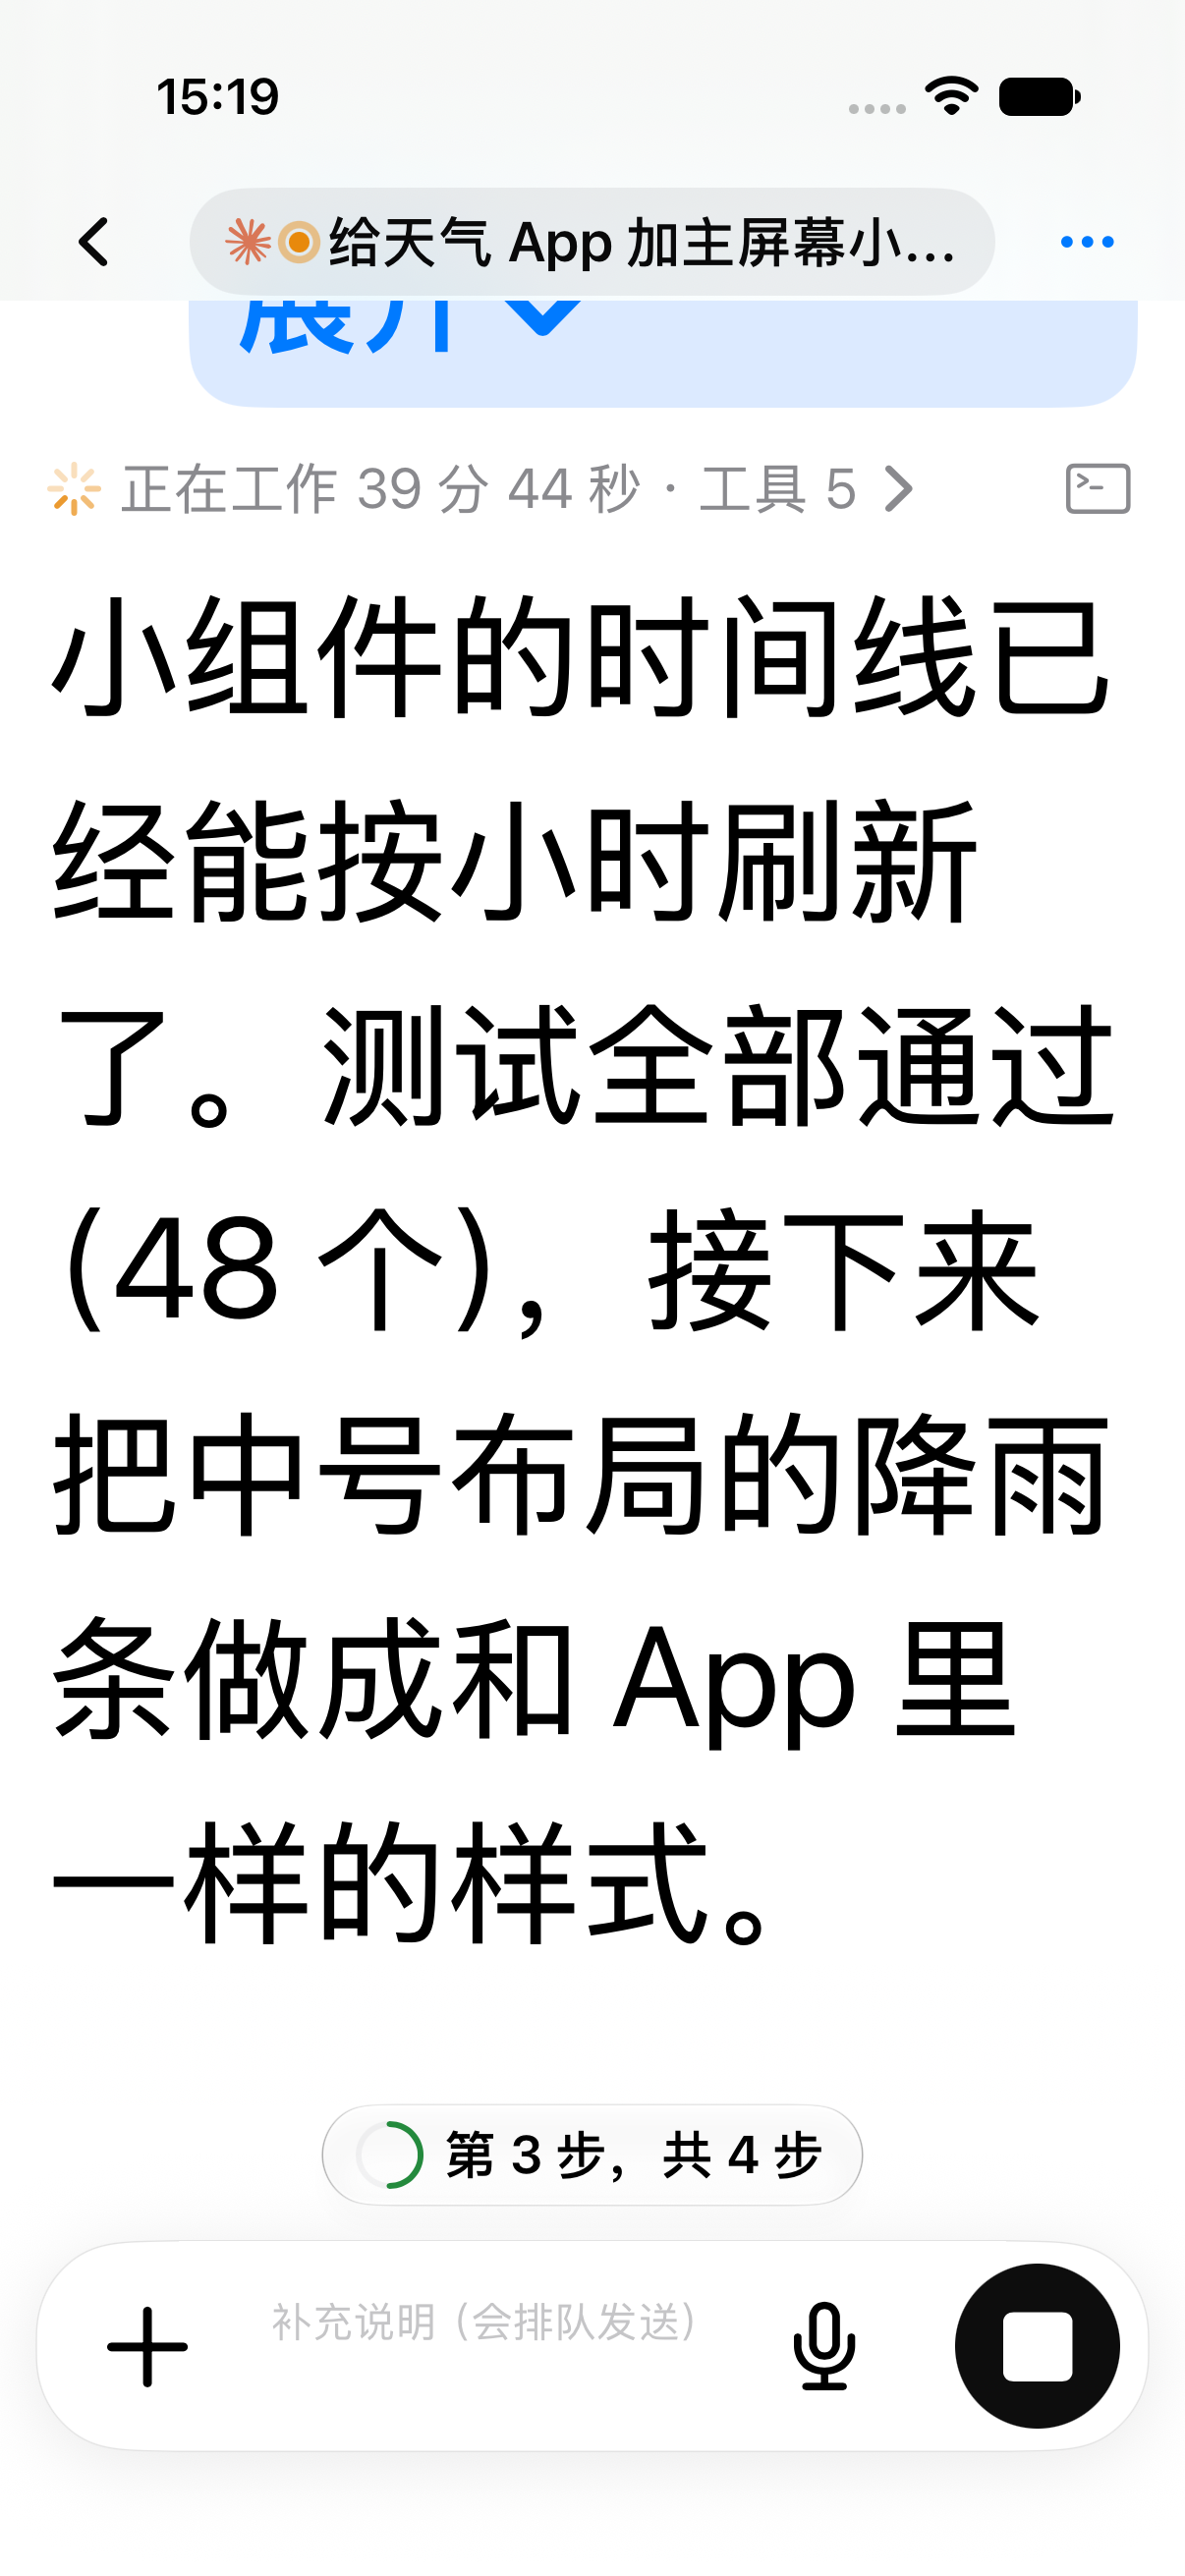 15:19
给天气 App 加主屏幕小…
展开
正在工作 39 分 44 秒 · 工具 5
小组件的时间线已
经能按小时刷新
了。测试全部通过
(48 个)，接下来
把中号布局的降雨
条做成和 App 里
一样的样式。
第 3 步，共 4 步
补充说明（会排队发送）